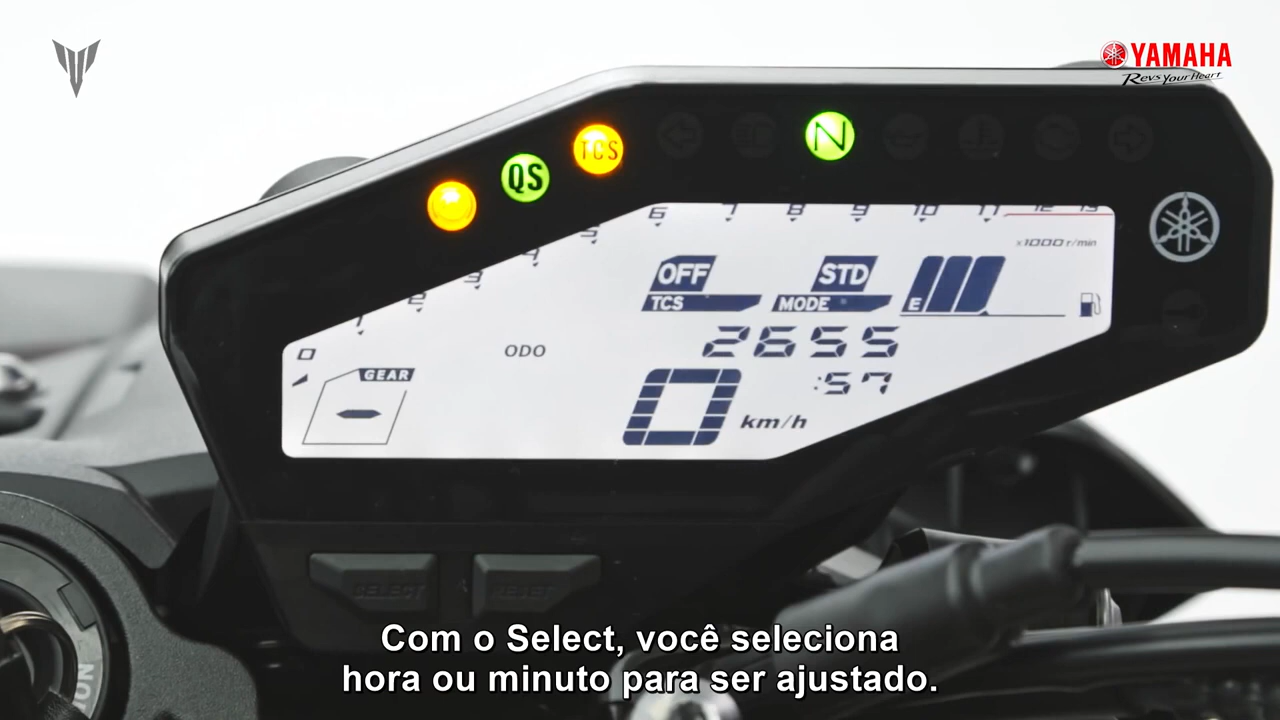 YAMAHA
Revs Your Heart
TCS
N
QS
6 7 8 9 10 11 12 13
5
4
3
2
1
0
x1000 r/min
OFF
STD
TCS
MODE
E
2655
ODO
GEAR
:57
0 km/h
SELECT
RESET
ON
Com o Select, você seleciona
hora ou minuto para ser ajustado.